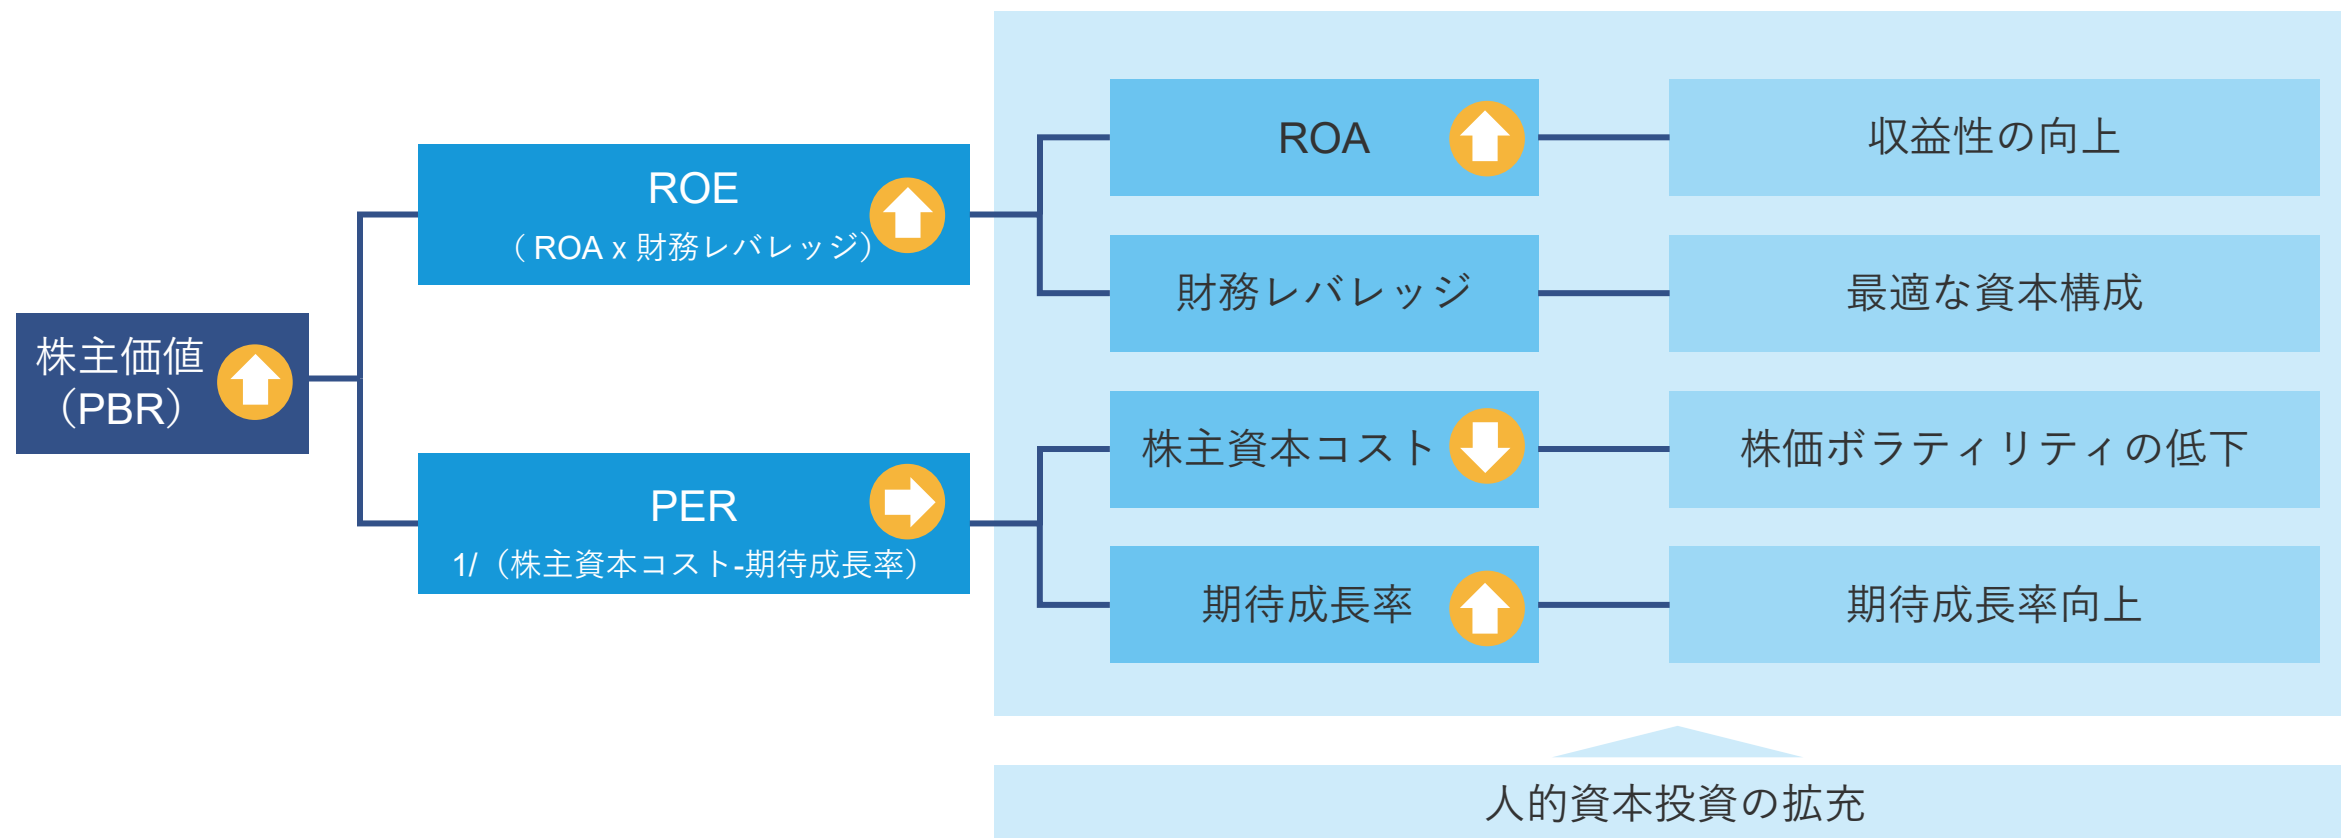 株主価値
（PBR）
ROE
（ ROA x 財務レバレッジ）
PER
1/（株主資本コスト-期待成長率）
ROA
収益性の向上
財務レバレッジ
最適な資本構成
株主資本コスト
株価ボラティリティの低下
期待成長率
期待成長率向上
人的資本投資の拡充